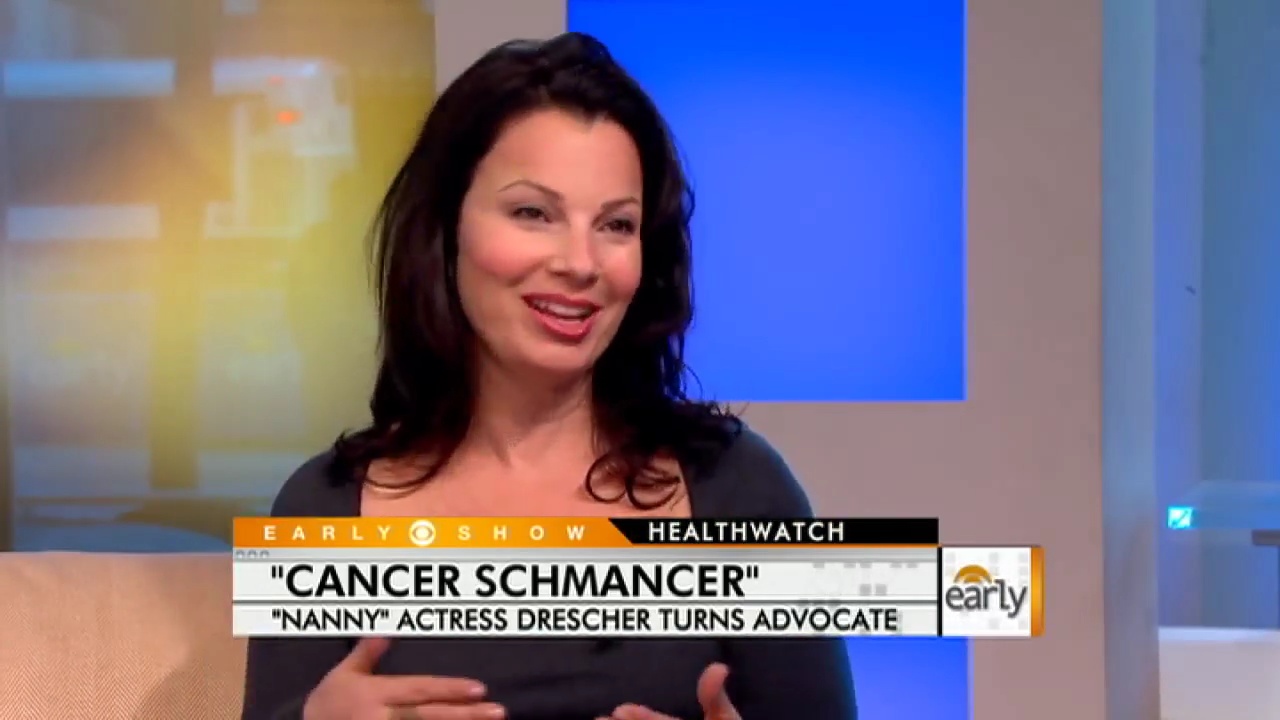 EARLY SHOW HEALTHWATCH
"CANCER SCHMANCER"
"NANNY" ACTRESS DRESCHER TURNS ADVOCATE
early